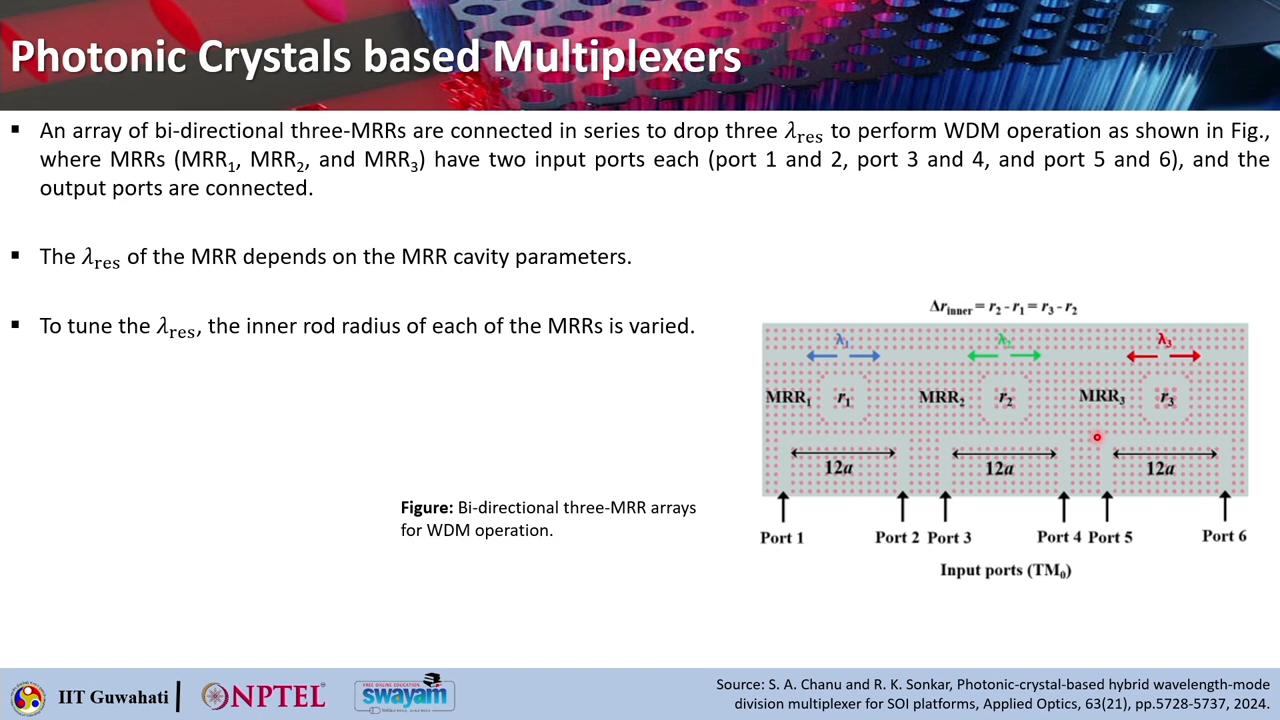 Photonic Crystals based Multiplexers
▪ An array of bi-directional three-MRRs are connected in series to drop three λres to perform WDM operation as shown in Fig.,
where MRRs (MRR1, MRR2, and MRR3) have two input ports each (port 1 and 2, port 3 and 4, and port 5 and 6), and the
output ports are connected.
▪ The λres of the MRR depends on the MRR cavity parameters.
▪ To tune the λres, the inner rod radius of each of the MRRs is varied.
Δrinner = r2 - r1 = r3 - r2
λ1 λ2 λ3
MRR1 r1 MRR2 r2 MRR3 r3
12a 12a 12a
Port 1 Port 2 Port 3 Port 4 Port 5 Port 6
Input ports (TM0)
Figure: Bi-directional three-MRR arrays
for WDM operation.
IIT Guwahati
NPTEL
FREE ONLINE EDUCATION
swayam
Source: S. A. Chahal and R. K. Sonkar, Photonic-crystal-based hybrid wavelength-mode
division multiplexer for SOI platforms, Applied Optics, 63(21), pp.5728-5737, 2024.